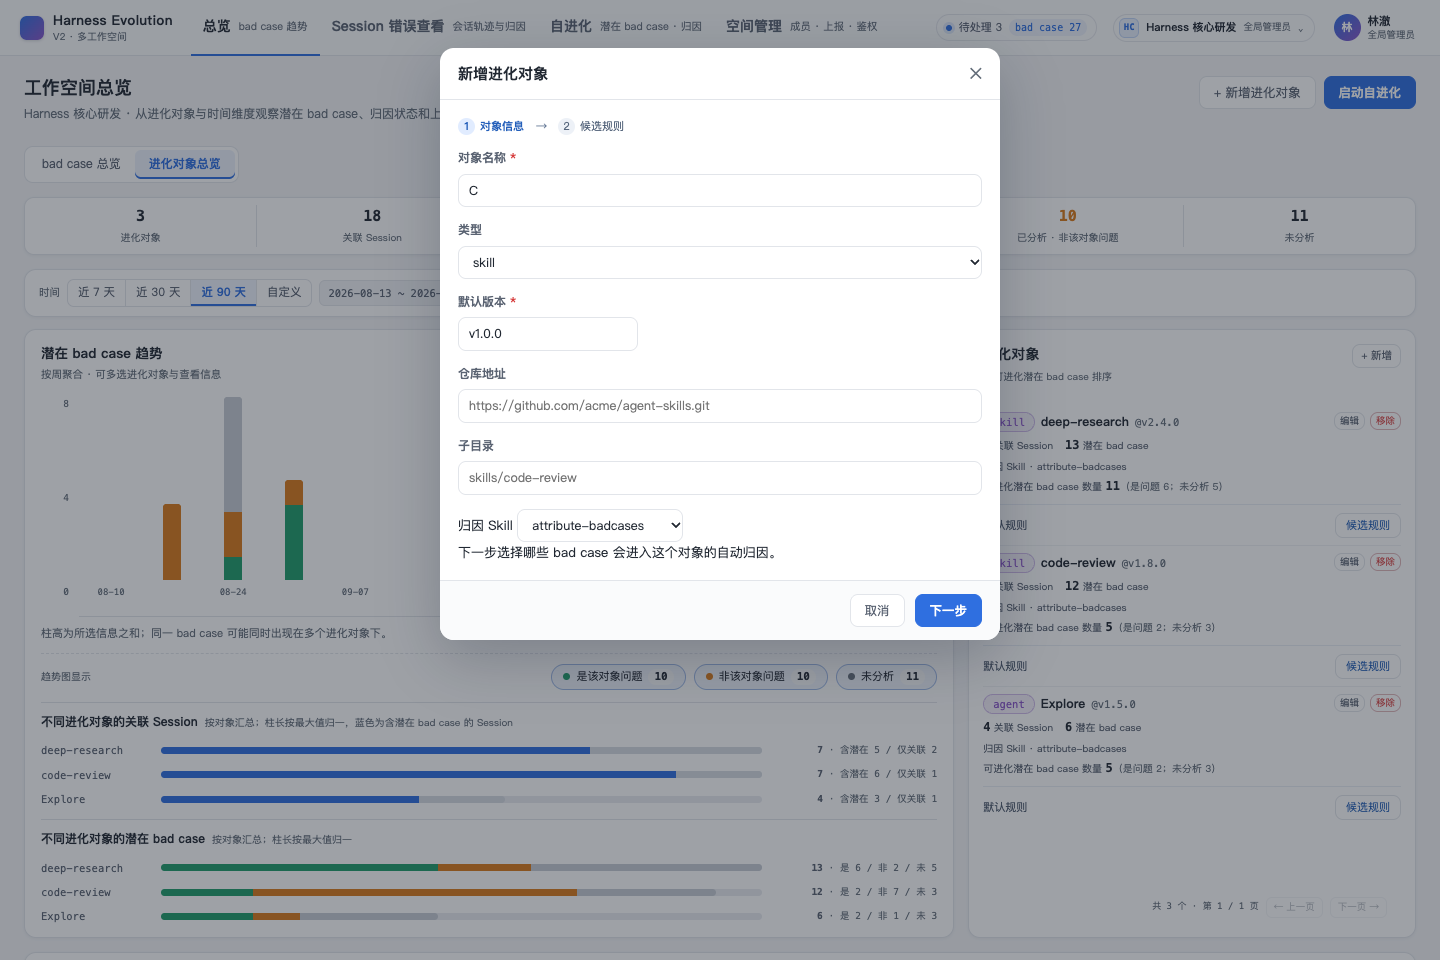 Harness Evolution
V2 · 多工作空间
总览 bad case 趋势
Session 错误查看 会话轨迹与归因
自进化 潜在 bad case · 归因
空间管理 成员 · 上报 · 鉴权
待处理 3 bad case 27
HC Harness 核心研发 全局管理员
林 林澈
全局管理员
工作空间总览
Harness 核心研发 · 从进化对象与时间维度观察潜在 bad case、归因状态和上
+ 新增进化对象
启动自进化
bad case 总览
进化对象总览
3
进化对象
18
关联 Session
10
已分析 · 非该对象问题
11
未分析
时间 近 7 天 近 30 天 近 90 天 自定义 2026-08-13 ~ 2026-
潜在 bad case 趋势
按周聚合 · 可多选进化对象与查看信息
8
4
0
08-10 08-24 09-07
柱高为所选信息之和；同一 bad case 可能同时出现在多个进化对象下。
趋势图显示
是该对象问题 10
非该对象问题 10
未分析 11
不同进化对象的关联 Session 按对象汇总；柱长按最大值归一，蓝色为含潜在 bad case 的 Session
deep-research 7 · 含潜在 5 / 仅关联 2
code-review 7 · 含潜在 6 / 仅关联 1
Explore 4 · 含潜在 3 / 仅关联 1
不同进化对象的潜在 bad case 按对象汇总；柱长按最大值归一
deep-research 13 · 是 6 / 非 2 / 未 5
code-review 12 · 是 2 / 非 7 / 未 3
Explore 6 · 是 2 / 非 1 / 未 3
新增进化对象
1 对象信息 → 2 候选规则
对象名称 *
C
类型
skill
默认版本 *
v1.0.0
仓库地址
https://github.com/acme/agent-skills.git
子目录
skills/code-review
归因 Skill attribute-badcases
下一步选择哪些 bad case 会进入这个对象的自动归因。
取消
下一步
化对象
+ 新增
可进化潜在 bad case 排序
kill deep-research @v2.4.0 编辑 移除
关联 Session 13 潜在 bad case
因 Skill · attribute-badcases
进化潜在 bad case 数量 11（是问题 6；未分析 5）
认规则 候选规则
kill code-review @v1.8.0 编辑 移除
关联 Session 12 潜在 bad case
因 Skill · attribute-badcases
进化潜在 bad case 数量 5（是问题 2；未分析 3）
默认规则 候选规则
agent Explore @v1.5.0 编辑 移除
4 关联 Session 6 潜在 bad case
归因 Skill · attribute-badcases
可进化潜在 bad case 数量 5（是问题 2；未分析 3）
默认规则 候选规则
共 3 个 · 第 1 / 1 页 ← 上一页 下一页 →